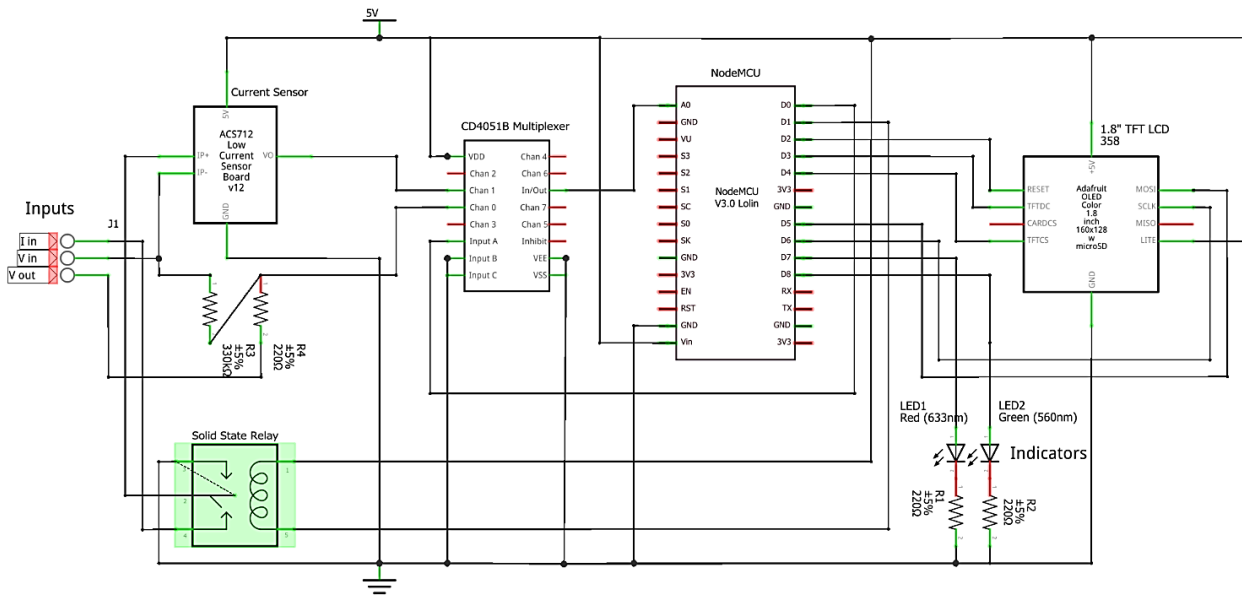 5V
Current Sensor
5V
ACS712
Low
Current
Sensor
Board
v12
IP+
IP-
VO
GND
CD4051B Multiplexer
VDD
Chan 2
Chan 1
Chan 0
Chan 3
Input A
Input B
Input C
Chan 4
Chan 6
In/Out
Chan 7
Chan 5
Inhibit
VEE
VSS
NodeMCU
A0
GND
VU
S3
S2
S1
SC
S0
SK
GND
3V3
EN
RST
GND
Vin
NodeMCU
V3.0 Lolin
D0
D1
D2
D3
D4
3V3
GND
D5
D6
D7
D8
RX
TX
GND
3V3
1.8" TFT LCD
358
+5V
RESET
TFTDC
CARDCS
TFTCS
Adafruit
OLED
Color
1.8
inch
160x128
w
microSD
MOSI
SCLK
MISO
LITE
GND
Inputs
J1
I in
V in
V out
R3
±5%
330kΩ
R4
±5%
220Ω
Solid State Relay
3
2
4
1
5
LED1
Red (633nm)
LED2
Green (560nm)
Indicators
R1
±5%
220Ω
R2
±5%
220Ω